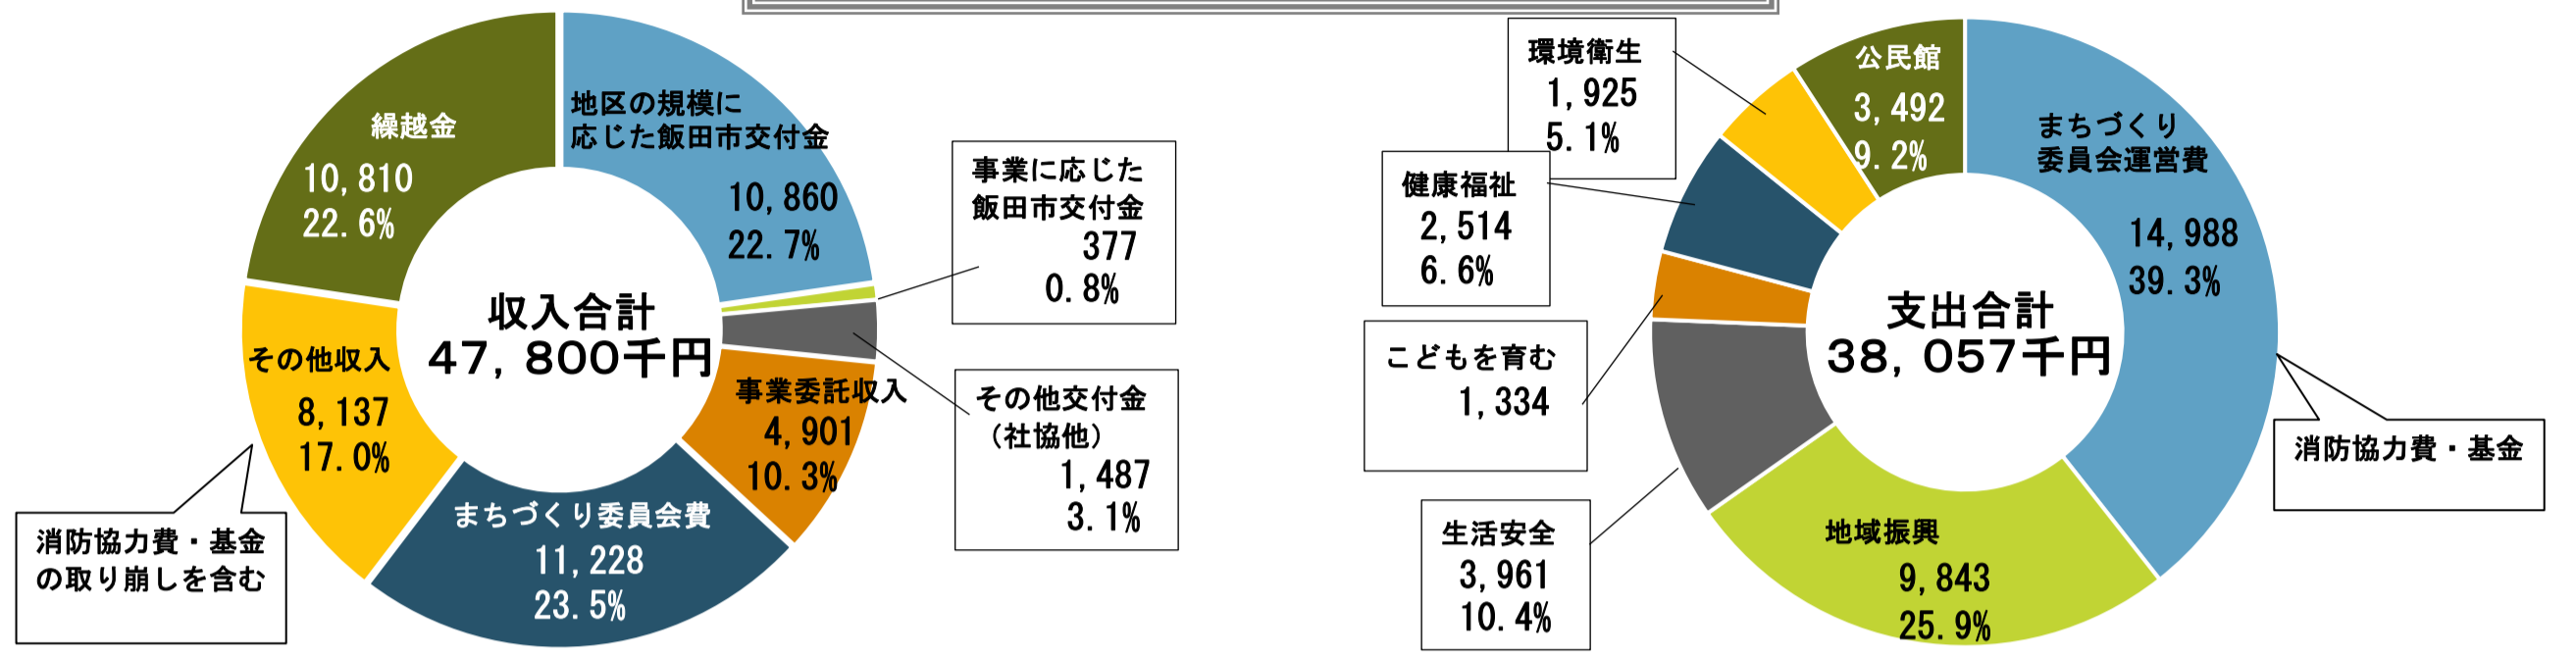 繰越金
10,810
22.6%
地区の規模に
応じた飯田市交付金
10,860
22.7%
事業に応じた
飯田市交付金
377
0.8%
収入合計
47,800千円
その他収入
8,137
17.0%
事業委託収入
4,901
10.3%
その他交付金
（社協他）
1,487
3.1%
まちづくり委員会費
11,228
23.5%
消防協力費・基金
の取り崩しを含む
環境衛生
1,925
5.1%
公民館
3,492
9.2%
まちづくり
委員会運営費
14,988
39.3%
健康福祉
2,514
6.6%
支出合計
38,057千円
こどもを育む
1,334
消防協力費・基金
生活安全
3,961
10.4%
地域振興
9,843
25.9%